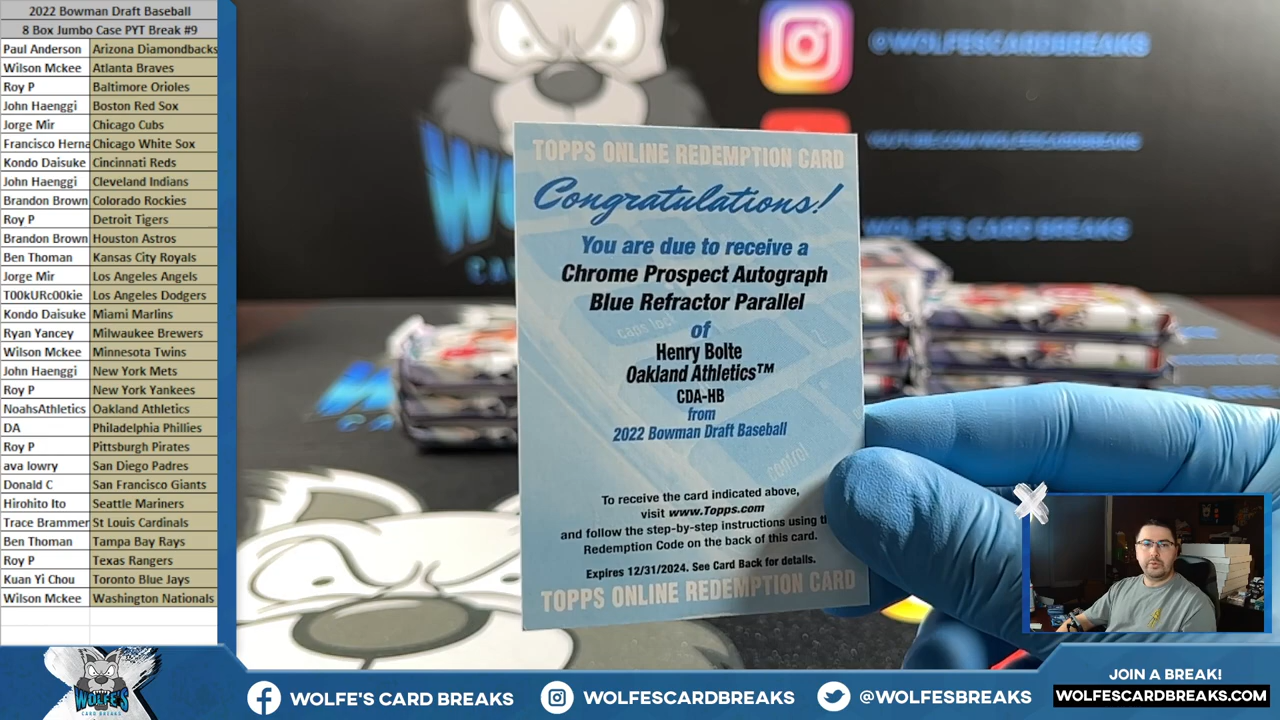 2022 Bowman Draft Baseball
8 Box Jumbo Case PYT Break #9
Paul Anderson Arizona Diamondbacks
Wilson Mckee Atlanta Braves
Roy P Baltimore Orioles
John Haenggi Boston Red Sox
Jorge Mir Chicago Cubs
Francisco Herna Chicago White Sox
Kondo Daisuke Cincinnati Reds
John Haenggi Cleveland Indians
Brandon Brown Colorado Rockies
Roy P Detroit Tigers
Brandon Brown Houston Astros
Ben Thoman Kansas City Royals
Jorge Mir Los Angeles Angels
T00kURc00kie Los Angeles Dodgers
Kondo Daisuke Miami Marlins
Ryan Yancey Milwaukee Brewers
Wilson Mckee Minnesota Twins
John Haenggi New York Mets
Roy P New York Yankees
NoahsAthletics Oakland Athletics
DA Philadelphia Phillies
Roy P Pittsburgh Pirates
ava lowry San Diego Padres
Donald C San Francisco Giants
Hirohito Ito Seattle Mariners
Trace Brammer St Louis Cardinals
Ben Thoman Tampa Bay Rays
Roy P Texas Rangers
Kuan Yi Chou Toronto Blue Jays
Wilson Mckee Washington Nationals
@WOLFESCARDBREAKS
YOUTUBE.COM/WOLFESCARDBREAKS
WOLFE'S CARD BREAKS
TOPPS ONLINE REDEMPTION CARD
Congratulations!
You are due to receive a
Chrome Prospect Autograph
Blue Refractor Parallel
of
Henry Bolte
Oakland Athletics™
CDA-HB
from
2022 Bowman Draft Baseball
control
To receive the card indicated above,
visit www.Topps.com
and follow the step-by-step instructions using th
Redemption Code on the back of this card.
Expires 12/31/2024. See Card Back for details.
TOPPS ONLINE REDEMPTION CARD
WOLFE'S
CARD BREAKS
WOLFE'S CARD BREAKS
WOLFESCARDBREAKS
@WOLFESBREAKS
JOIN A BREAK!
WOLFESCARDBREAKS.COM